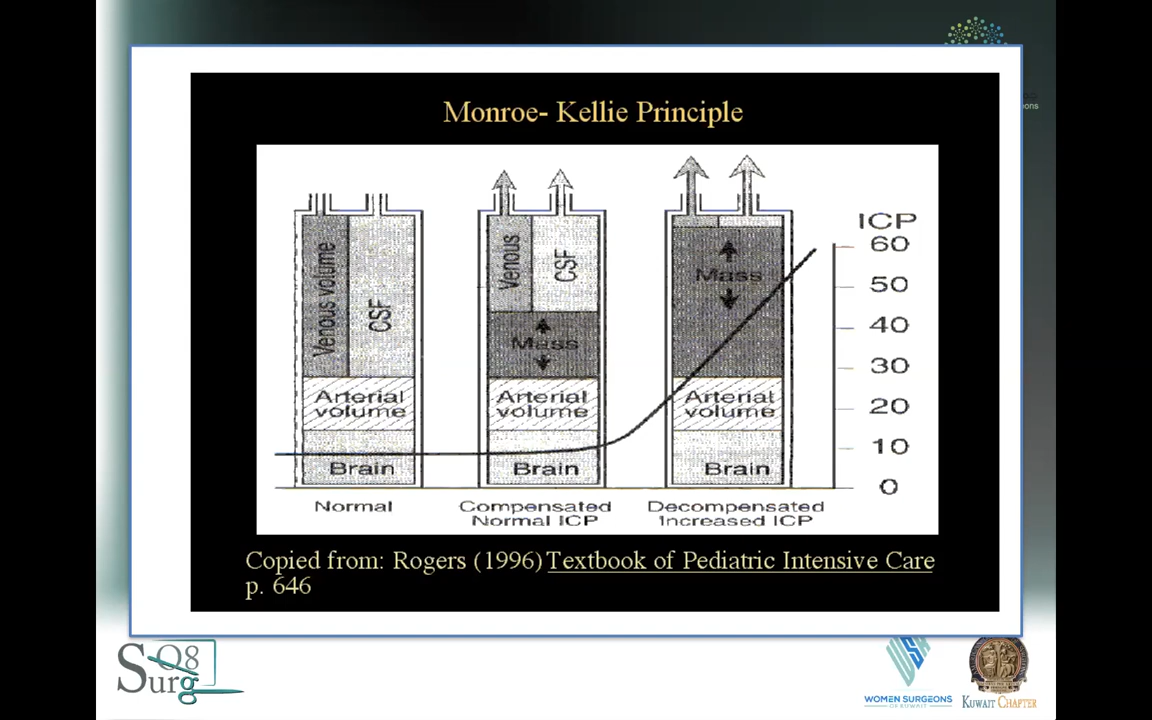 ons
Monroe- Kellie Principle
Venous volume
CSF
Arterial
volume
Brain
Normal
Venous
CSF
Mass
Arterial
volume
Brain
Compensated
Normal ICP
Mass
Arterial
volume
Brain
Decompensated
Increased ICP
ICP
60
50
40
30
20
10
0
Copied from: Rogers (1996) Textbook of Pediatric Intensive Care
p. 646
SurgQ8
WOMEN SURGEONS
OF KUWAIT
KUWAIT CHAPTER